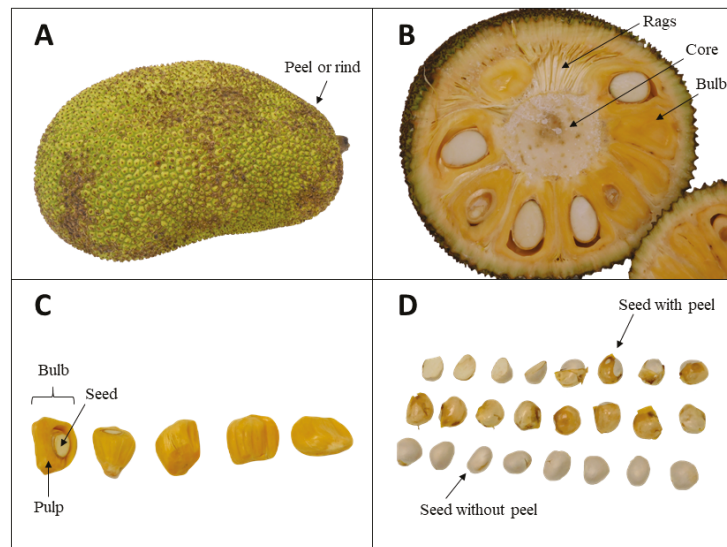 A
Peel or rind
B
Rags
Core
Bulb
C
Bulb
Seed
Pulp
D
Seed with peel
Seed without peel